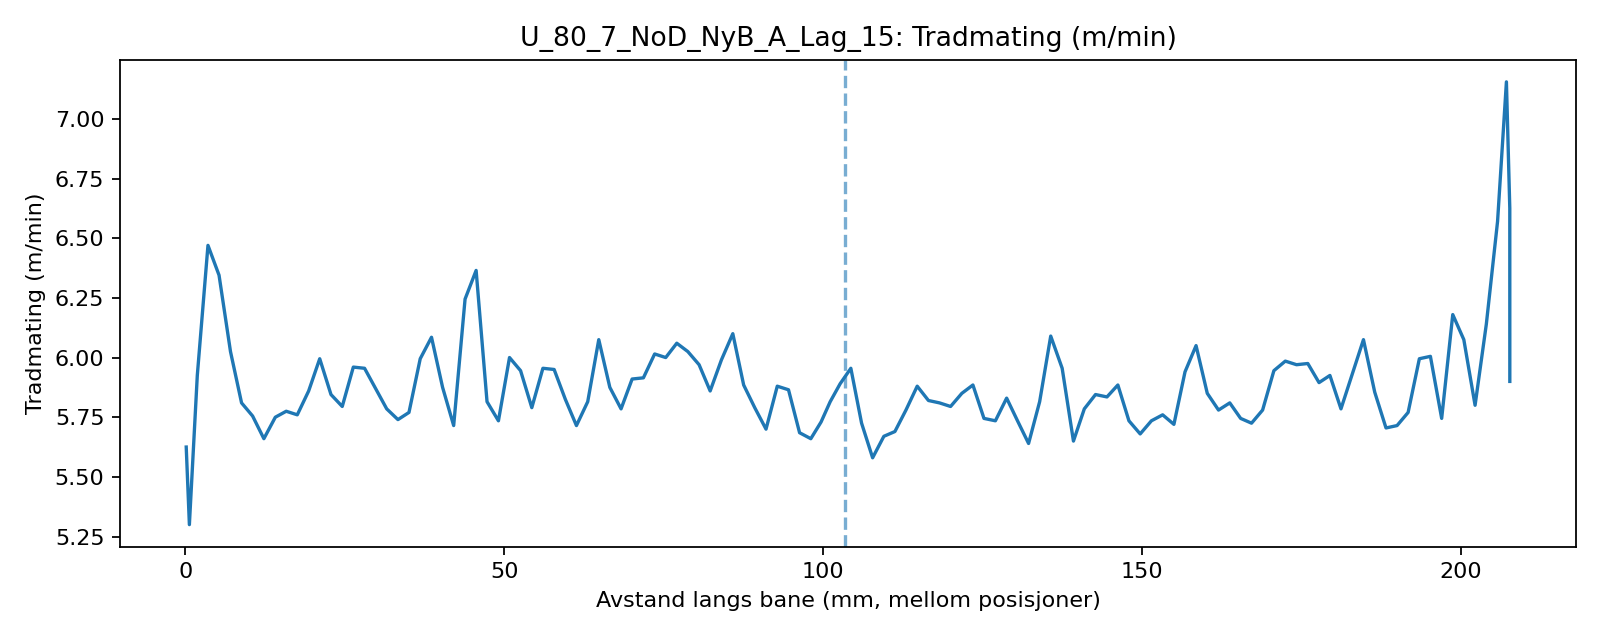 U_80_7_NoD_NyB_A_Lag_15: Tradmating (m/min)
Tradmating (m/min)
7.00
6.75
6.50
6.25
6.00
5.75
5.50
5.25
0 50 100 150 200
Avstand langs bane (mm, mellom posisjoner)